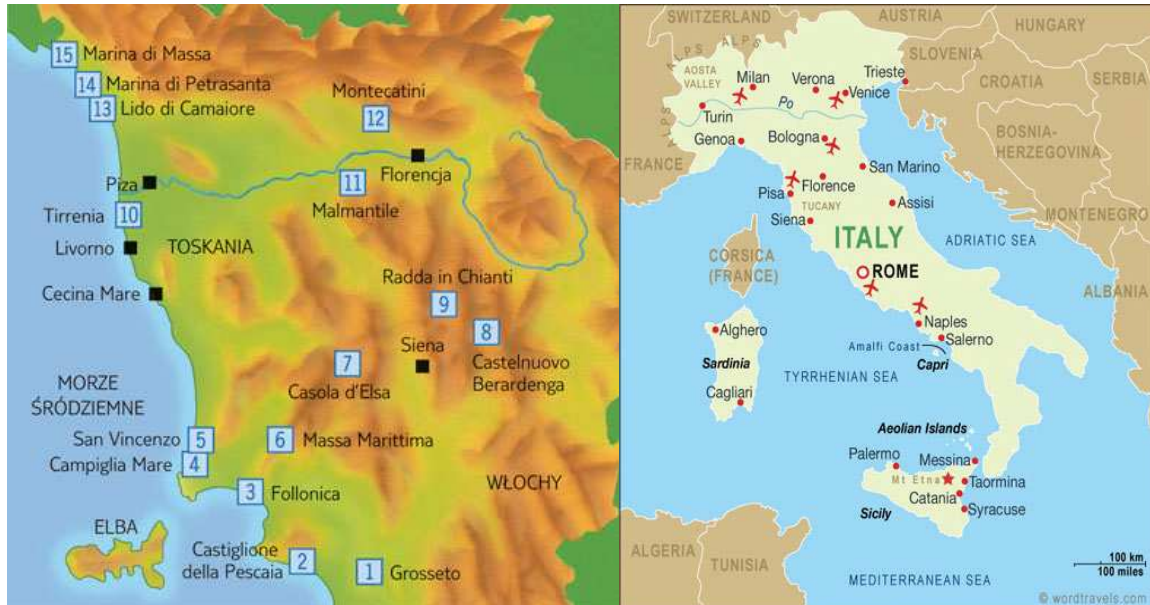 15 Marina di Massa
14 Marina di Petrasanta
13 Lido di Camaiore
Montecatini
12
Piza
Florencja
11
Malmantile
Tirrenia
10
Livorno
TOSKANIA
Cecina Mare
Radda in Chianti
9
8
Siena
Castelnuovo
Berardenga
7
Casola d'Elsa
MORZE
ŚRÓDZIEMNE
San Vincenzo 5
6 Massa Marittima
Campiglia Mare 4
WŁOCHY
3 Follonica
ELBA
Castiglione
della Pescaia
2
1 Grosseto
SWITZERLAND
AUSTRIA
HUNGARY
ALPS
ALPS
SLOVENIA
AOSTA
VALLEY
Milan
Verona
Trieste
Venice
CROATIA
SERBIA
Turin
Po
ALPS
Genoa
Bologna
BOSNIA-
HERZEGOVINA
FRANCE
San Marino
Pisa
Florence
TUCANY
Assisi
Siena
MONTENEGRO
ITALY
ADRIATIC SEA
CORSICA
(FRANCE)
ROME
ALBANIA
Alghero
Naples
Salerno
Amalfi Coast
Capri
Sardinia
TYRRHENIAN SEA
Cagliari
Aeolian Islands
Palermo
Messina
Mt Etna
Taormina
Catania
Sicily
Syracuse
ALGERIA
TUNISIA
100 km
100 miles
MEDITERRANEAN SEA
© wordtravels.com